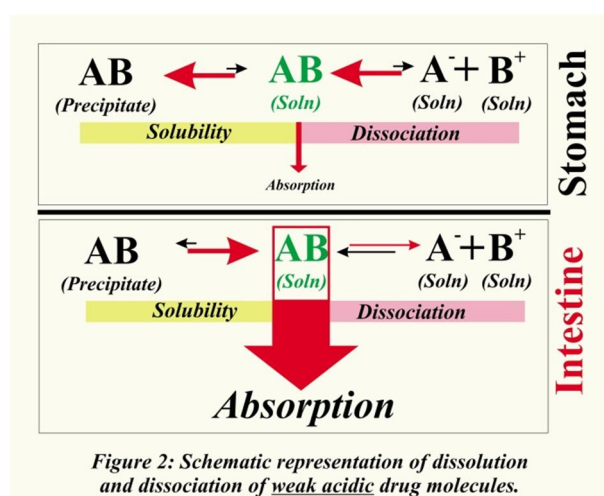 AB AB A⁻+ B⁺
(Precipitate) (Soln) (Soln) (Soln)
Solubility Dissociation
Absorption
Stomach
AB AB A⁻+B⁺
(Precipitate) (Soln) (Soln) (Soln)
Solubility Dissociation
Absorption
Intestine
Figure 2: Schematic representation of dissolution
and dissociation of weak acidic drug molecules.